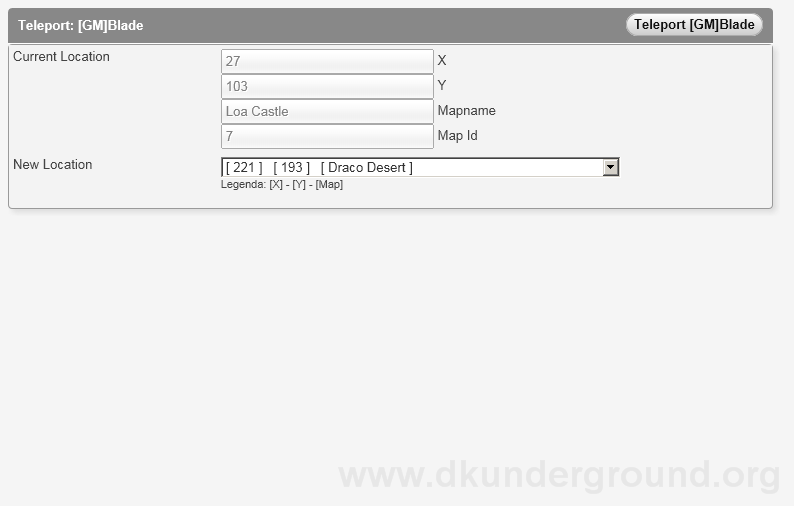 Teleport: [GM]Blade
Teleport [GM]Blade
Current Location
27 X
103 Y
Loa Castle Mapname
7 Map Id
New Location
[ 221 ] [ 193 ] [ Draco Desert ]
Legenda: [X] - [Y] - [Map]
www.dkunderground.org